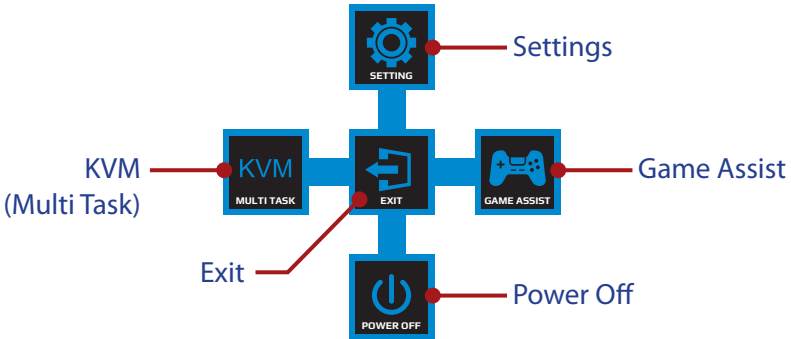 SETTING
Settings
KVM
(Multi Task)
KVM
MULTI TASK
EXIT
GAME ASSIST
Game Assist
Exit
POWER OFF
Power Off